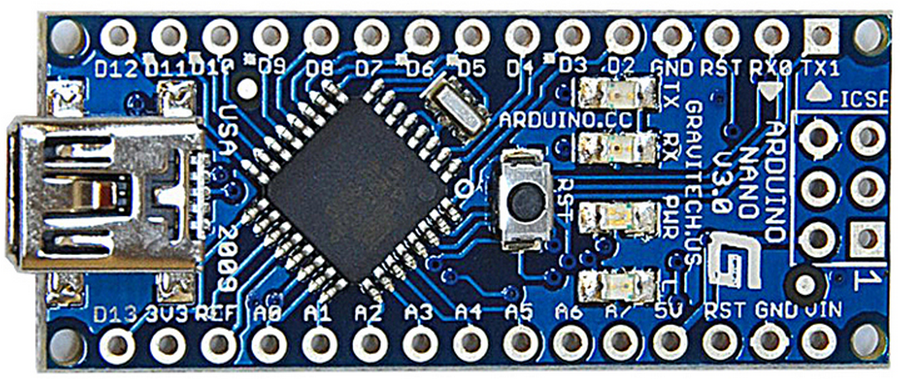 D12 D11 D10 D9 D8 D7 D6 D5 D4 D3 D2 GND RST RX0 TX1
TX
ARDUINO.CC
RX
RST
PWR
L
GRAVITECH.US
ARDUINO
NANO
V3.0
ICSP
1
USA
2009
D13 3V3 REF A0 A1 A2 A3 A4 A5 A6 A7 5V RST GND VIN